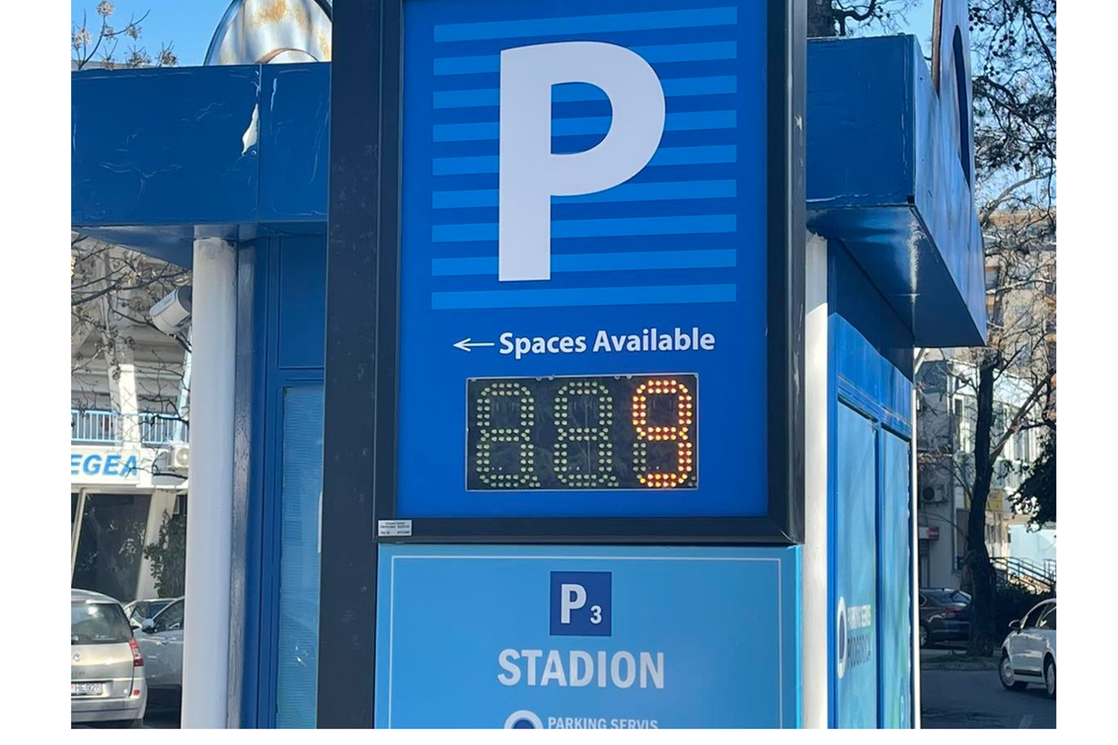 P
← Spaces Available
9
EGEA
P3
STADION
PARKING SERVIS